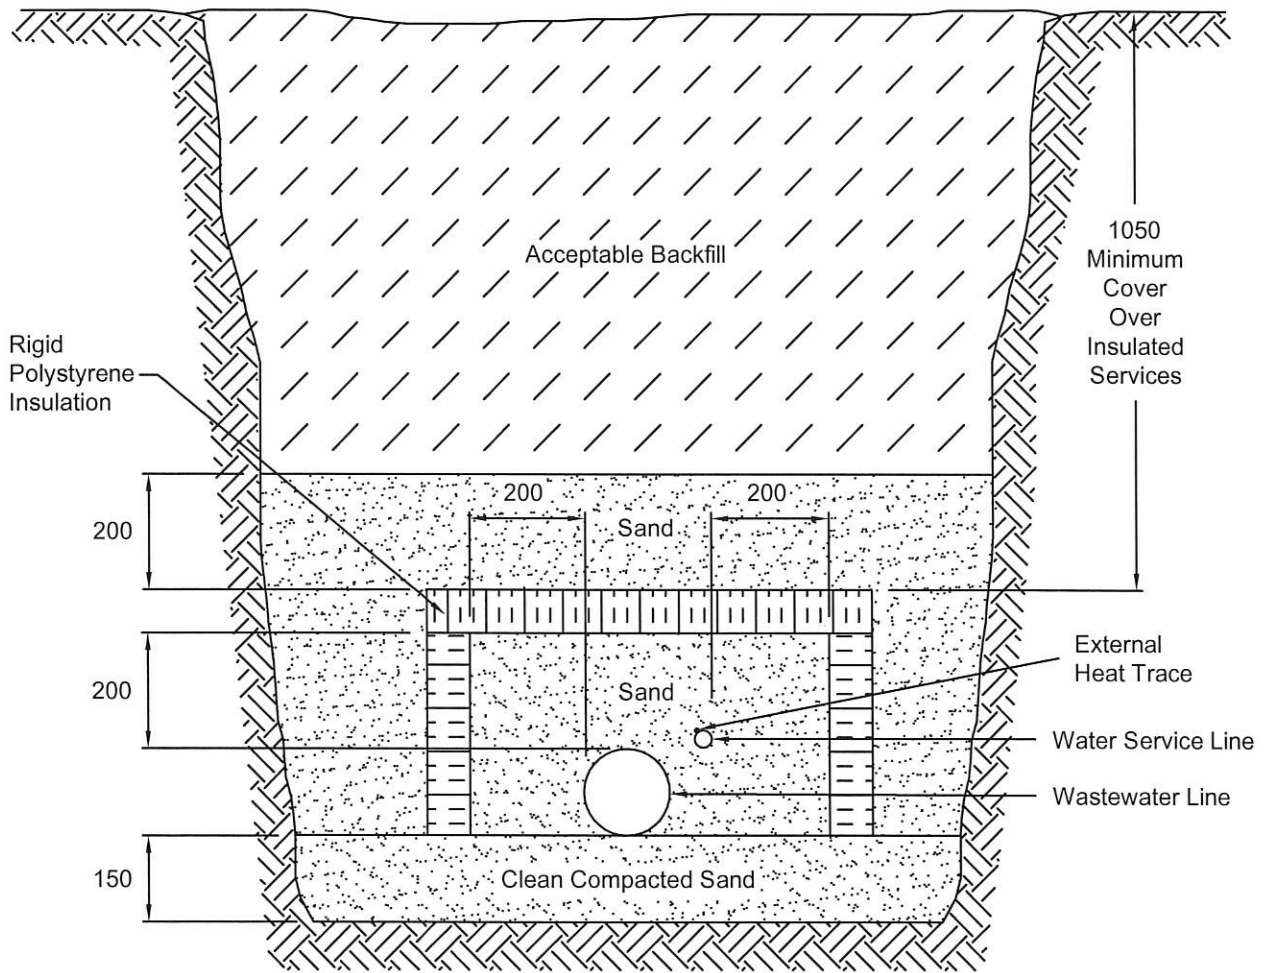 Acceptable Backfill
1050
Minimum
Cover
Over
Insulated
Services
Rigid
Polystyrene
Insulation
200
200
200
Sand
200
Sand
External
Heat Trace
Water Service Line
Wastewater Line
150
Clean Compacted Sand